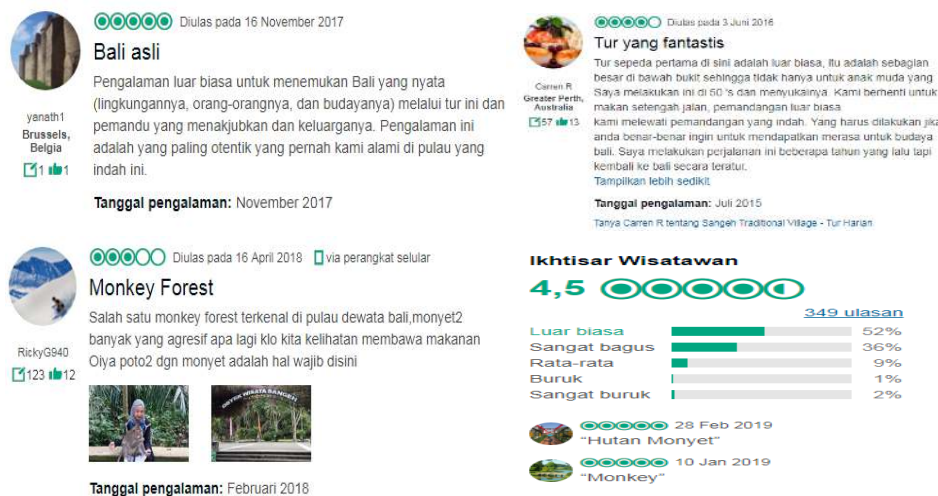 Diulas pada 16 November 2017
Bali asli
Pengalaman luar biasa untuk menemukan Bali yang nyata
(lingkungannya, orang-orangnya, dan budayanya) melalui tur ini dan
pemandu yang menakjubkan dan keluarganya. Pengalaman ini
adalah yang paling otentik yang pernah kami alami di pulau yang
indah ini.
Tanggal pengalaman: November 2017
yanath1
Brussels,
Belgia
1 1
Diulas pada 16 April 2018 via perangkat selular
Monkey Forest
Salah satu monkey forest terkenal di pulau dewata bali,monyet2
banyak yang agresif apa lagi klo kita kelihatan membawa makanan
Oiya poto2 dgn monyet adalah hal wajib disini
RickyG940
123 12
OBYEK WISATA SANGEH
Tanggal pengalaman: Februari 2018
Diulas pada 3 Juni 2016
Tur yang fantastis
Tur sepeda pertama di sini adalah luar biasa, itu adalah sebagian
besar di bawah bukit sehingga tidak hanya untuk anak muda yang
Saya melakukan ini di 50 's dan menyukainya. Kami berhenti untuk
makan setengah jalan, pemandangan luar biasa
kami melewati pemandangan yang indah. Yang harus dilakukan jika
anda benar-benar ingin untuk mendapatkan merasa untuk budaya
bali. Saya melakukan perjalanan ini beberapa tahun yang lalu tapi
kembali ke bali secara teratur.
Tampilkan lebih sedikit
Tanggal pengalaman: Juli 2015
Tanya Carren R tentang Sangeh Traditional Village - Tur Harian
Carren R
Greater Perth,
Australia
57 13
Ikhtisar Wisatawan
4,5
349 ulasan
Luar biasa 52%
Sangat bagus 36%
Rata-rata 9%
Buruk 1%
Sangat buruk 2%
28 Feb 2019
"Hutan Monyet"
10 Jan 2019
"Monkey"